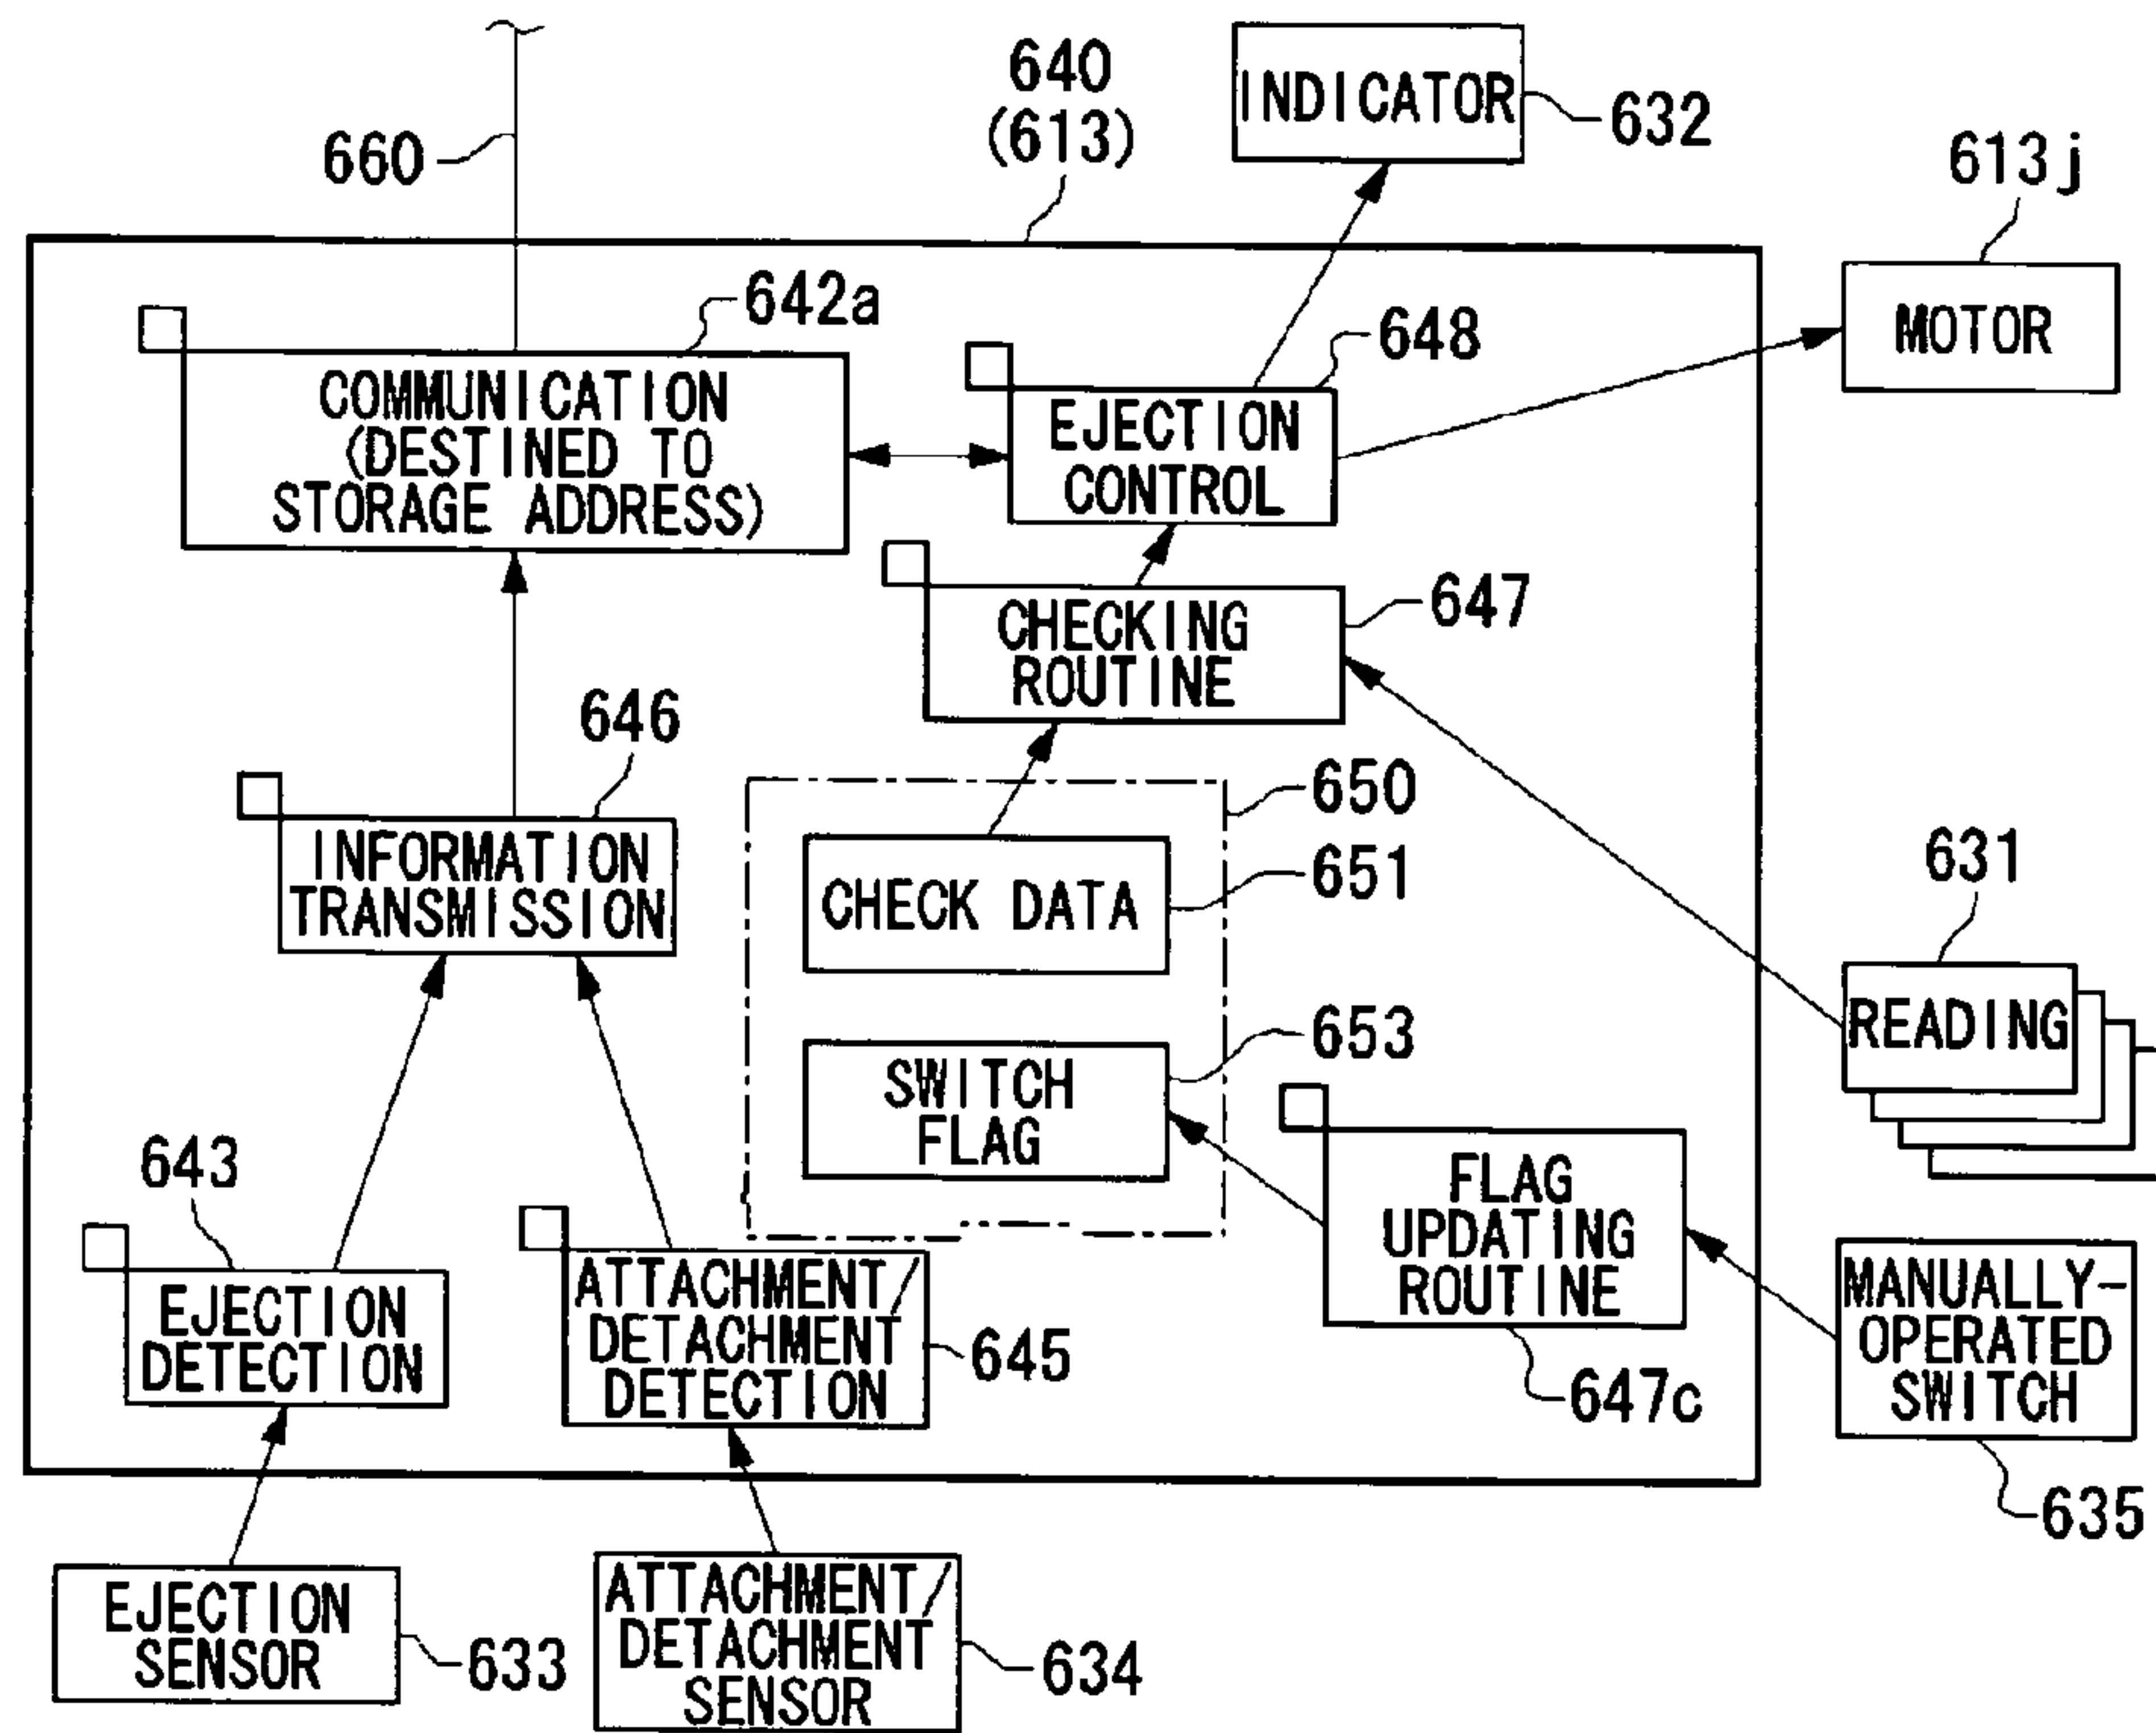 640
(613)
INDICATOR
632
660
613j
MOTOR
642a
COMMUNICATION
(DESTINED TO
STORAGE ADDRESS)
648
EJECTION
CONTROL
647
CHECKING
ROUTINE
646
INFORMATION
TRANSMISSION
650
CHECK DATA
651
631
READING
653
SWITCH
FLAG
643
EJECTION
DETECTION
ATTACHMENT/
DETACHMENT
DETECTION
645
FLAG
UPDATING
ROUTINE
647c
MANUALLY-
OPERATED
SWITCH
635
EJECTION
SENSOR
633
ATTACHMENT/
DETACHMENT
SENSOR
634